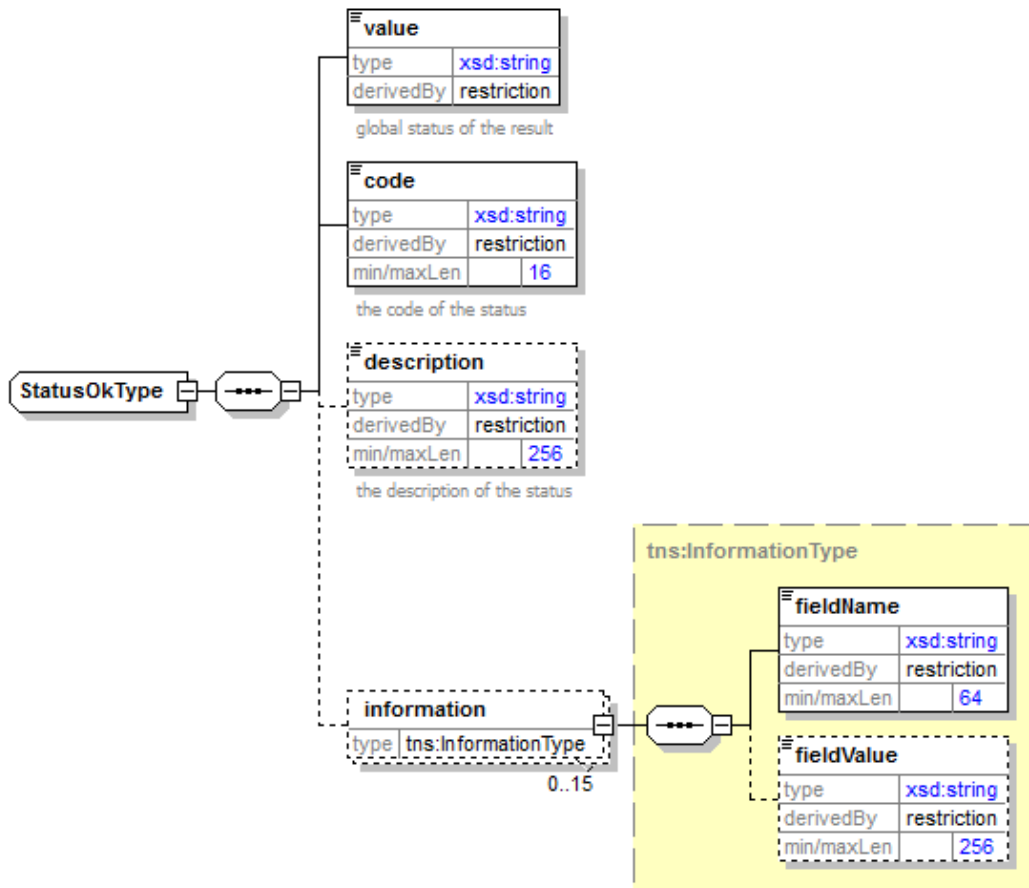 value
type xsd:string
derivedBy restriction
global status of the result
code
type xsd:string
derivedBy restriction
min/maxLen 16
the code of the status
StatusOkType
description
type xsd:string
derivedBy restriction
min/maxLen 256
the description of the status
information
type tns:InformationType
0..15
tns:InformationType
fieldName
type xsd:string
derivedBy restriction
min/maxLen 64
fieldValue
type xsd:string
derivedBy restriction
min/maxLen 256